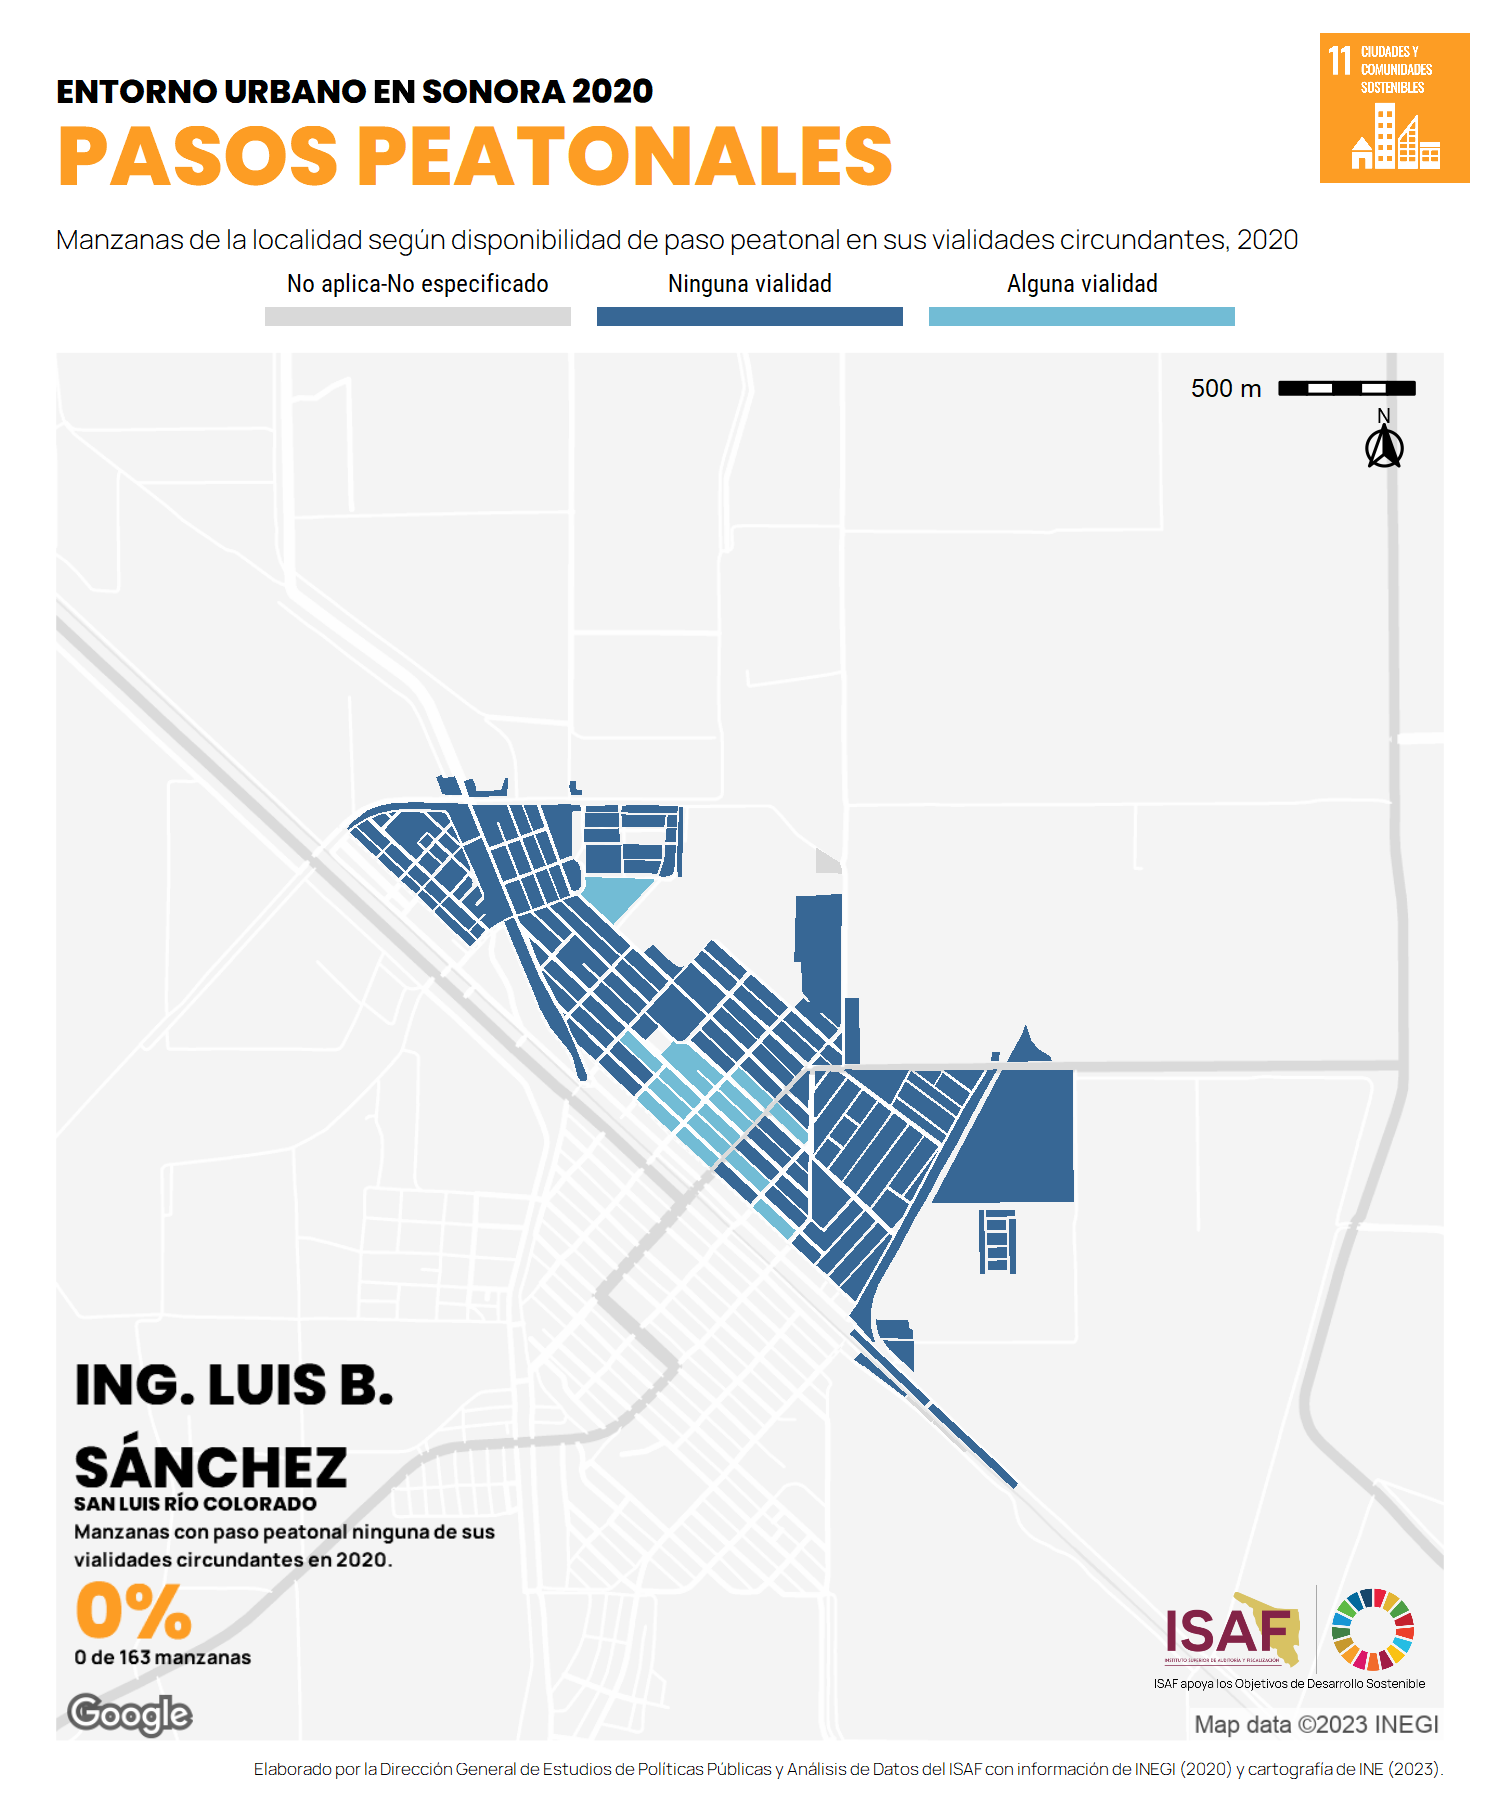 ENTORNO URBANO EN SONORA 2020
PASOS PEATONALES
11 CIUDADES Y
COMUNIDADES
SOSTENIBLES
Manzanas de la localidad según disponibilidad de paso peatonal en sus vialidades circundantes, 2020
No aplica-No especificado
Ninguna vialidad
Alguna vialidad
500 m
N
ING. LUIS B.
SÁNCHEZ
SAN LUIS RÍO COLORADO
Manzanas con paso peatonal ninguna de sus
vialidades circundantes en 2020.
0%
0 de 163 manzanas
Google
ISAF
INSTITUTO SUPERIOR DE AUDITORÍA Y FISCALIZACIÓN
ISAF apoya los Objetivos de Desarrollo Sostenible
Map data ©2023 INEGI
Elaborado por la Dirección General de Estudios de Políticas Públicas y Análisis de Datos del ISAF con información de INEGI (2020) y cartografía de INE (2023).